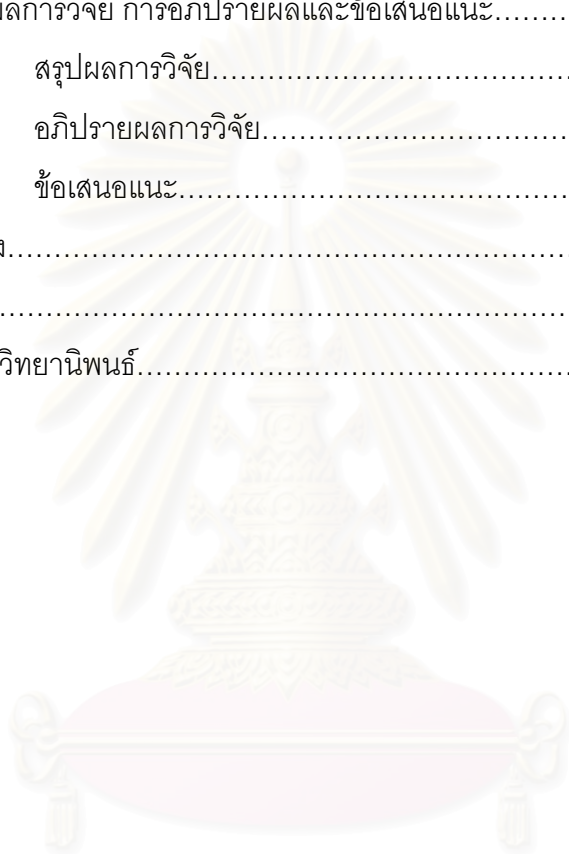 ผลการวิจัย การอภิปรายผลและข้อเสนอแนะ........
สรุปผลการวิจัย.......................................
อภิปรายผลการวิจัย.................................
ข้อเสนอแนะ..........................................
ง............................................................
............................................................
วิทยานิพนธ์..............................................